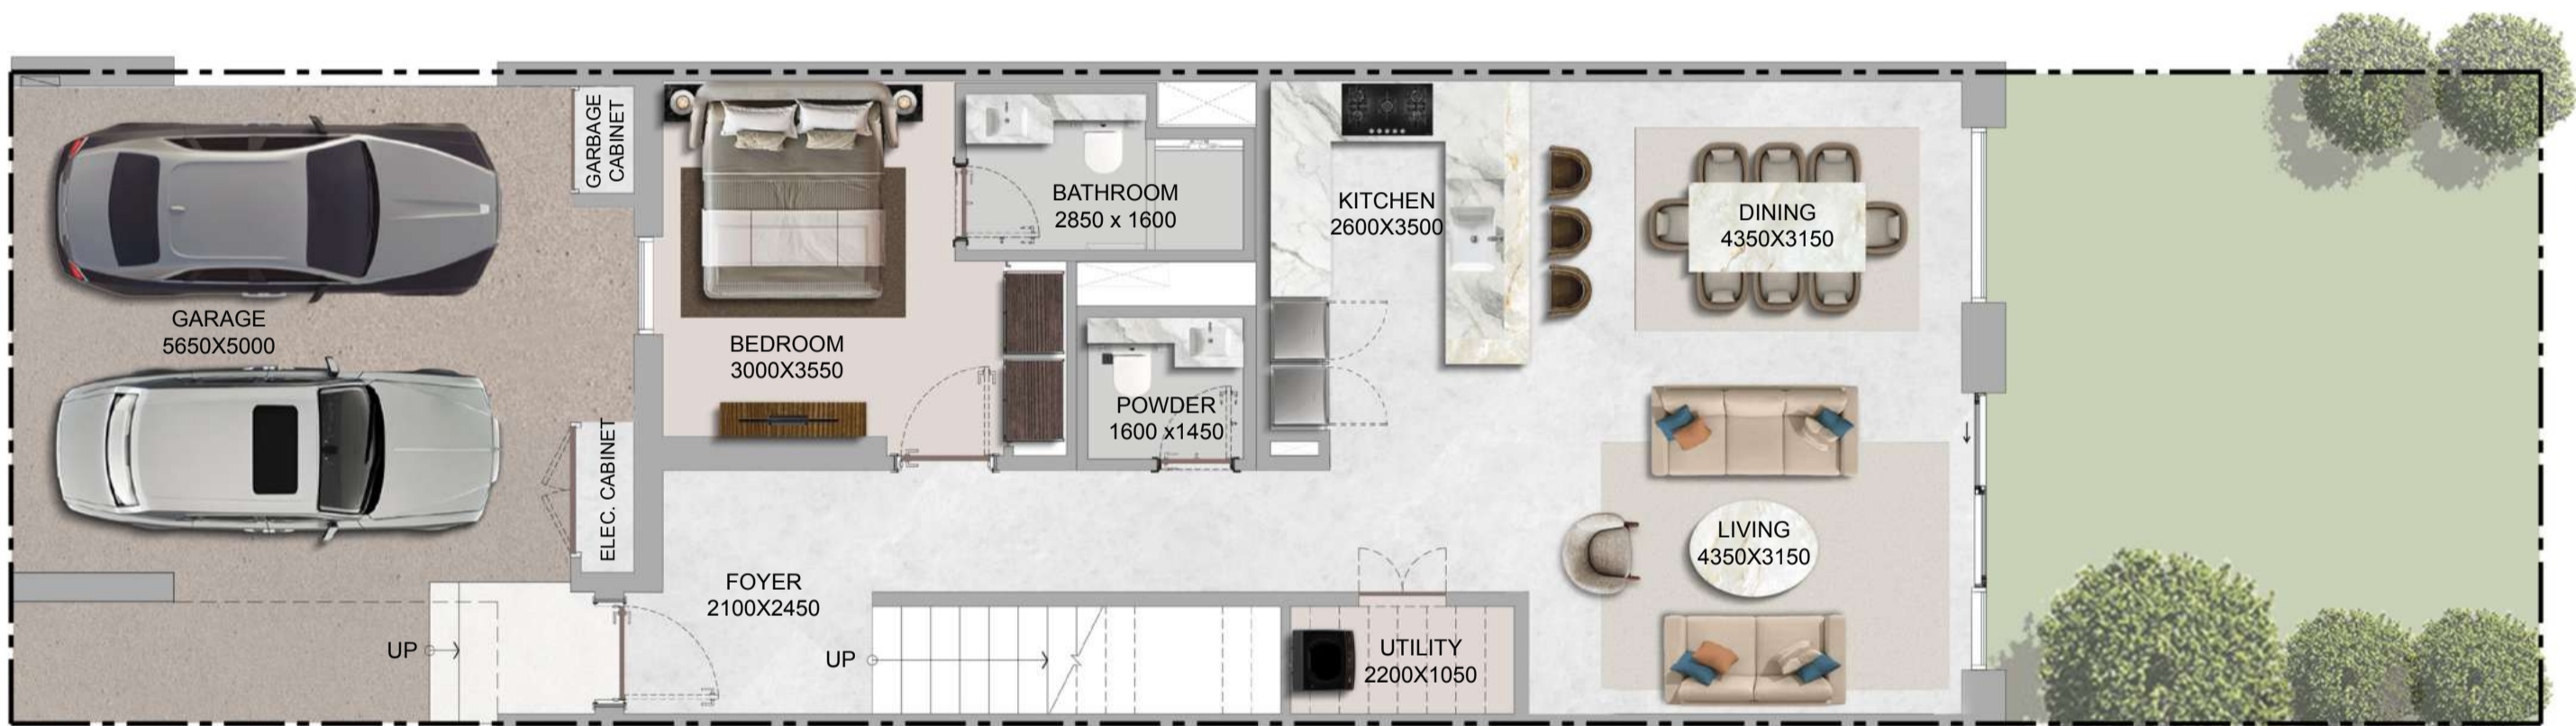 GARBAGE
CABINET
GARAGE
5650X5000
ELEC. CABINET
UP
BEDROOM
3000X3550
BATHROOM
2850 x 1600
POWDER
1600 x1450
FOYER
2100X2450
UP
KITCHEN
2600X3500
DINING
4350X3150
LIVING
4350X3150
UTILITY
2200X1050